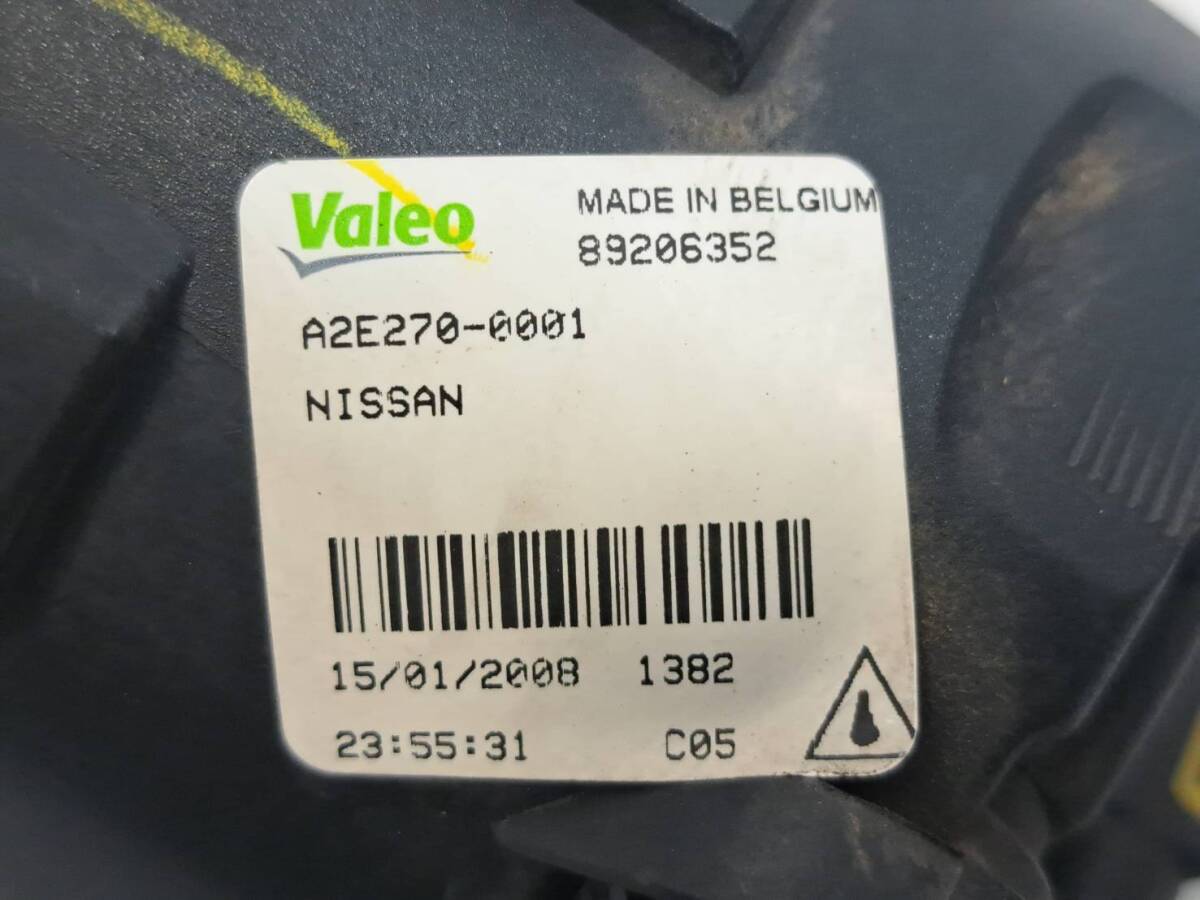 Valeo
MADE IN BELGIUM
89206352
A2E270-0001
NISSAN
15/01/2008 1382
23:55:31 C05